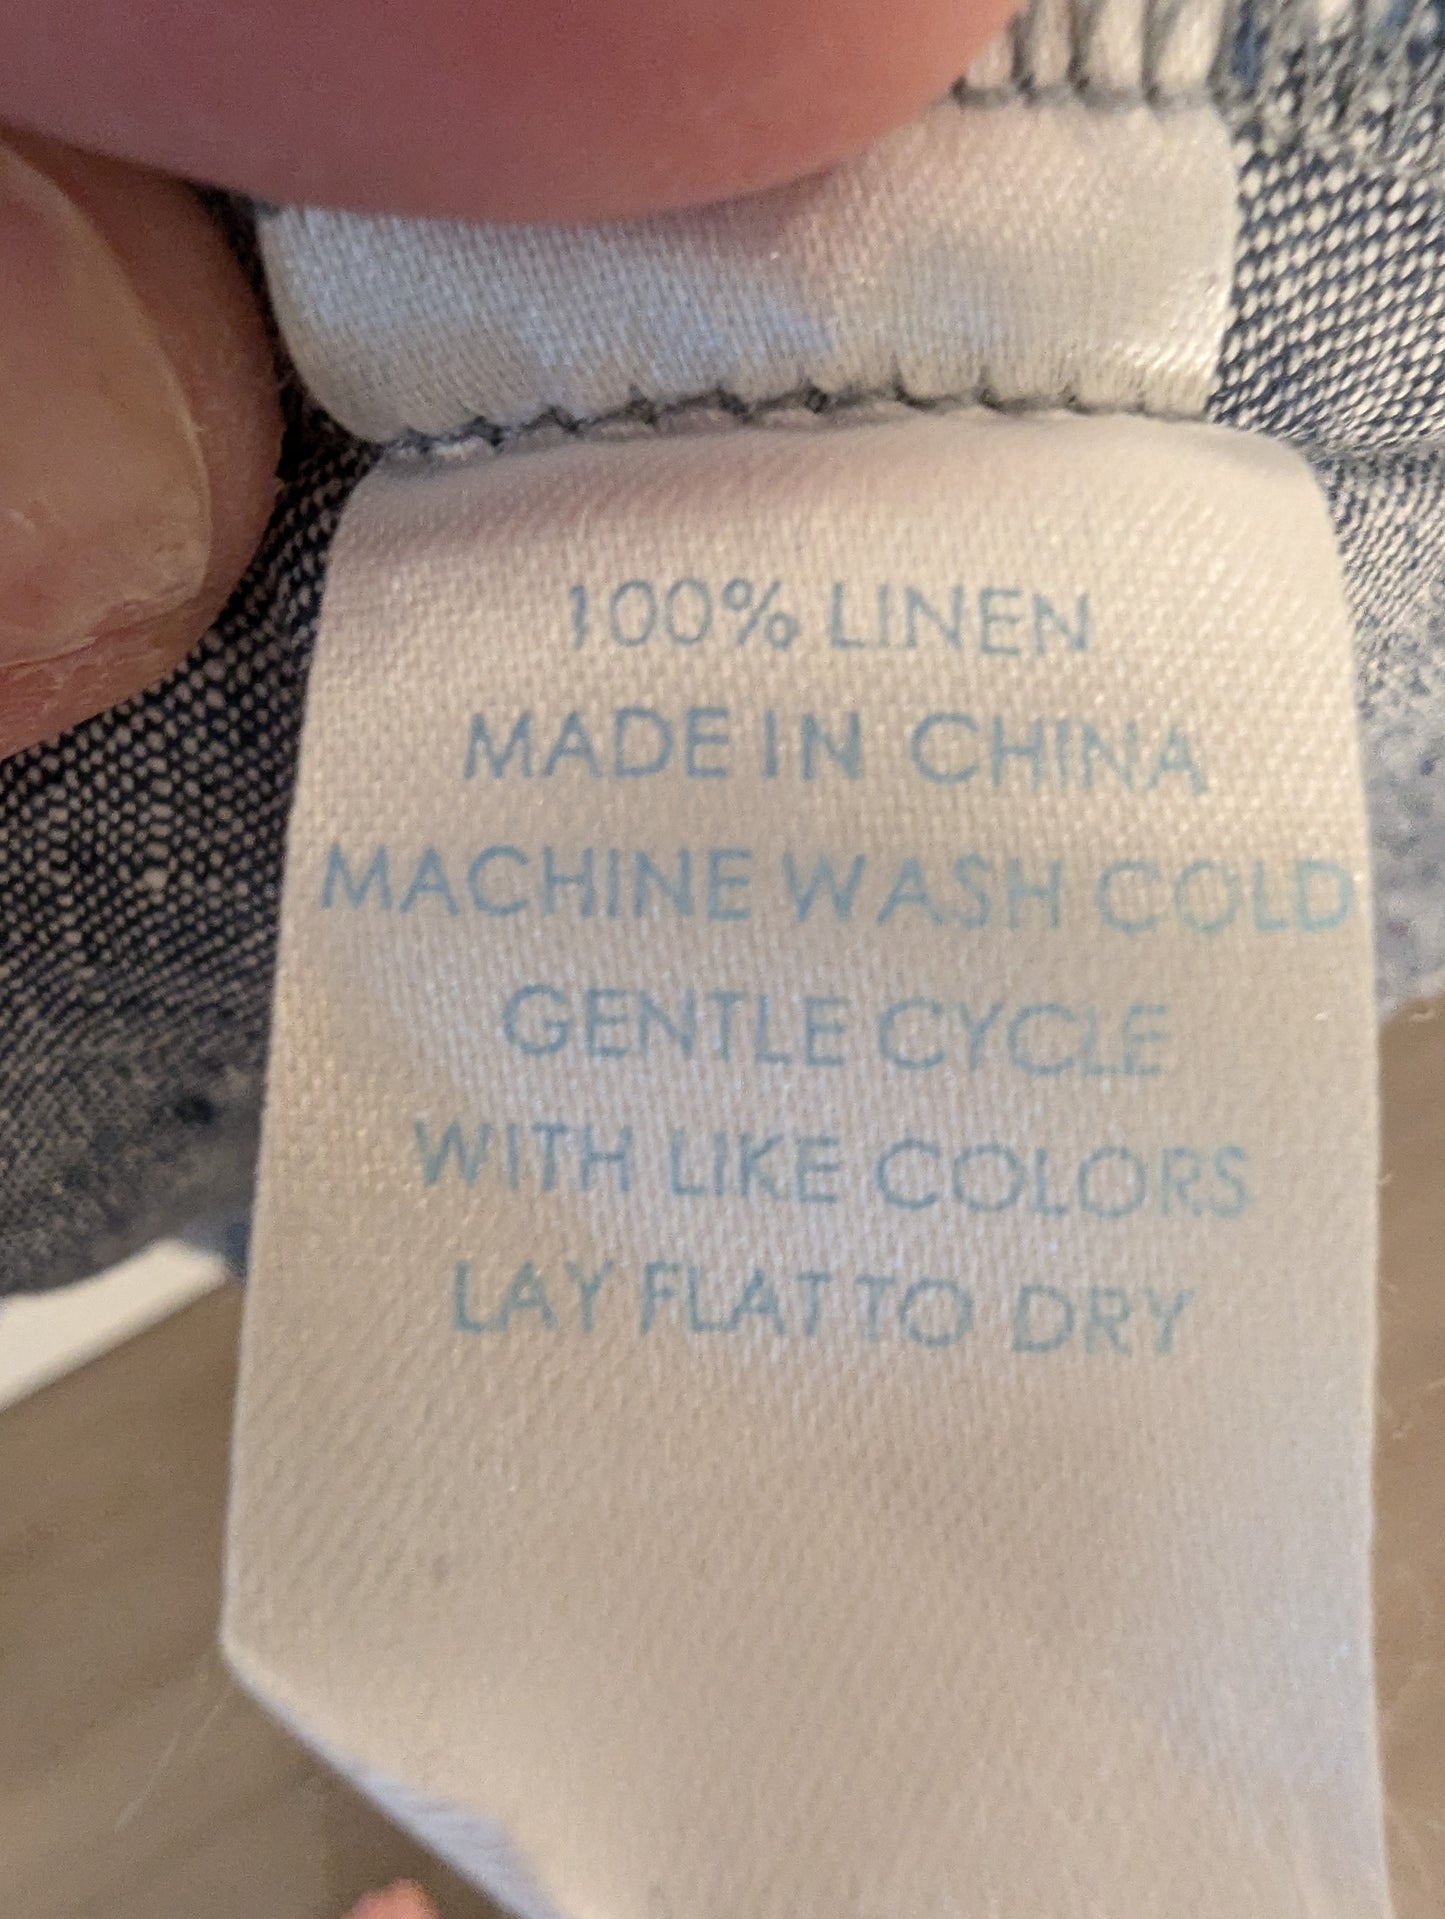 100% LINEN
MADE IN CHINA
MACHINE WASH COLD
GENTLE CYCLE
WITH LIKE COLORS
LAY FLAT TO DRY